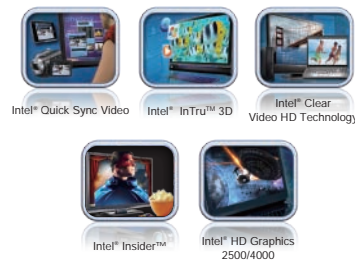 Intel® Quick Sync Video
Intel® InTru™ 3D
Intel® Clear
Video HD Technology
Intel® Insider™
Intel® HD Graphics
2500/4000